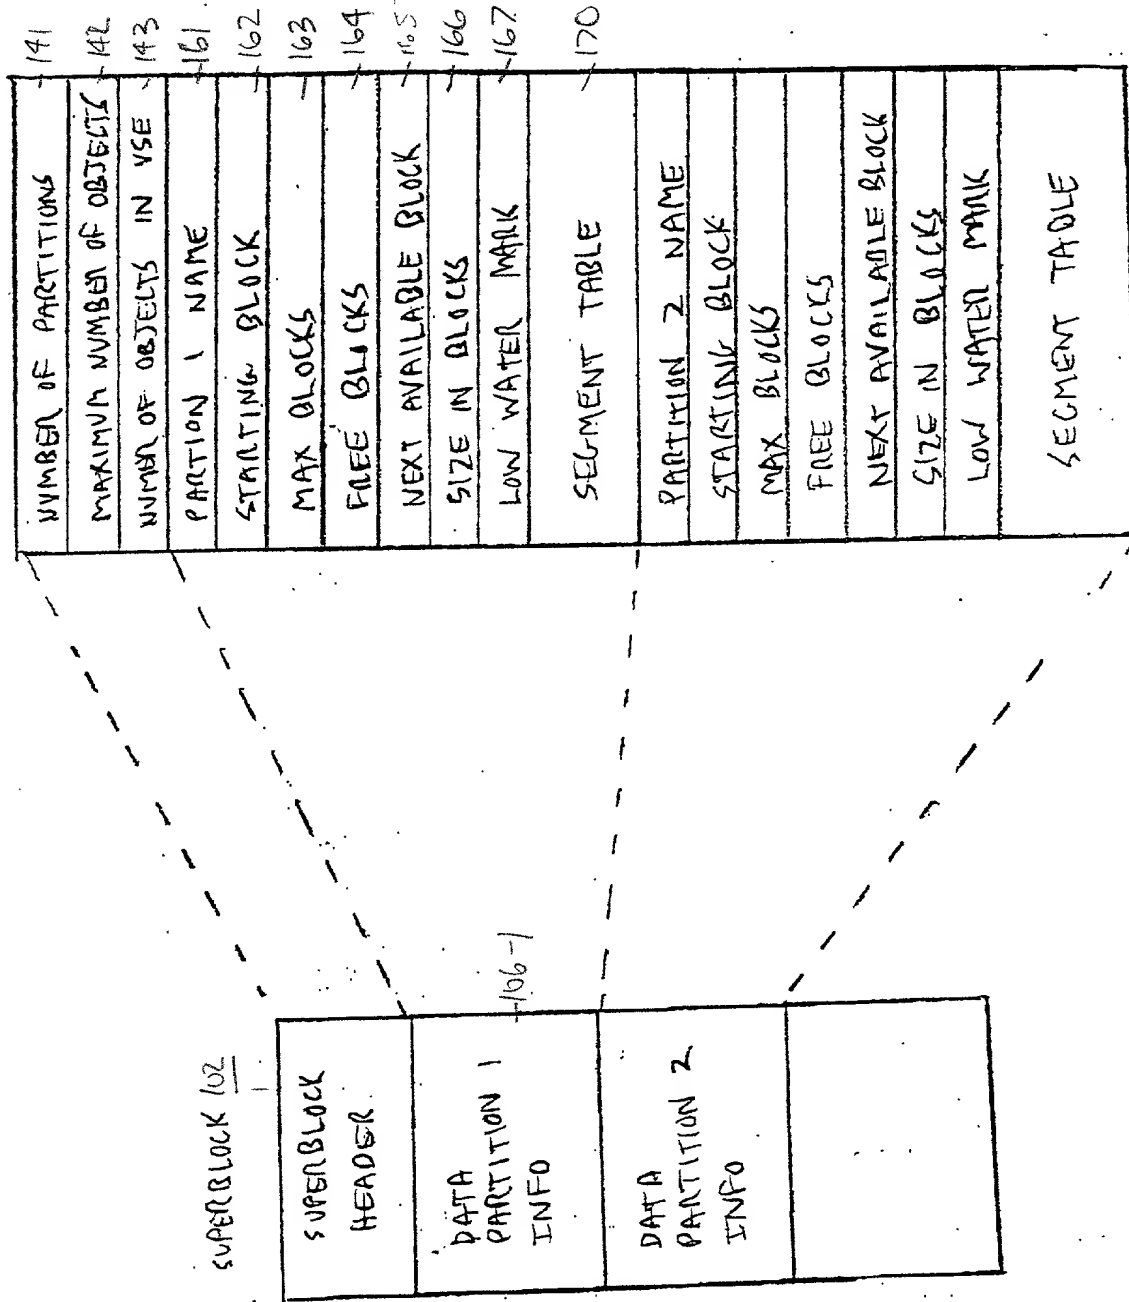 SUPERBLOCK 102
SUPERBLOCK
HEADER
DATA
PARTITION 1
INFO
106-1
DATA
PARTITION 2
INFO
NUMBER OF PARTITIONS 141
MAXIMUM NUMBER OF OBJECTS 142
NUMBR OF OBJECTS IN USE 143
PARTION 1 NAME 161
STARTING BLOCK 162
MAX BLOCKS 163
FREE BLOCKS 164
NEXT AVAILABLE BLOCK 165
SIZE IN BLOCKS 166
LOW WATER MARK 167
SEGMENT TABLE 170
PARTITION 2 NAME
STARTING BLOCK
MAX BLOCKS
FREE BLOCKS
NEXT AVAILABLE BLOCK
SIZE IN BLOCKS
LOW WATER MARK
SEGMENT TABLE